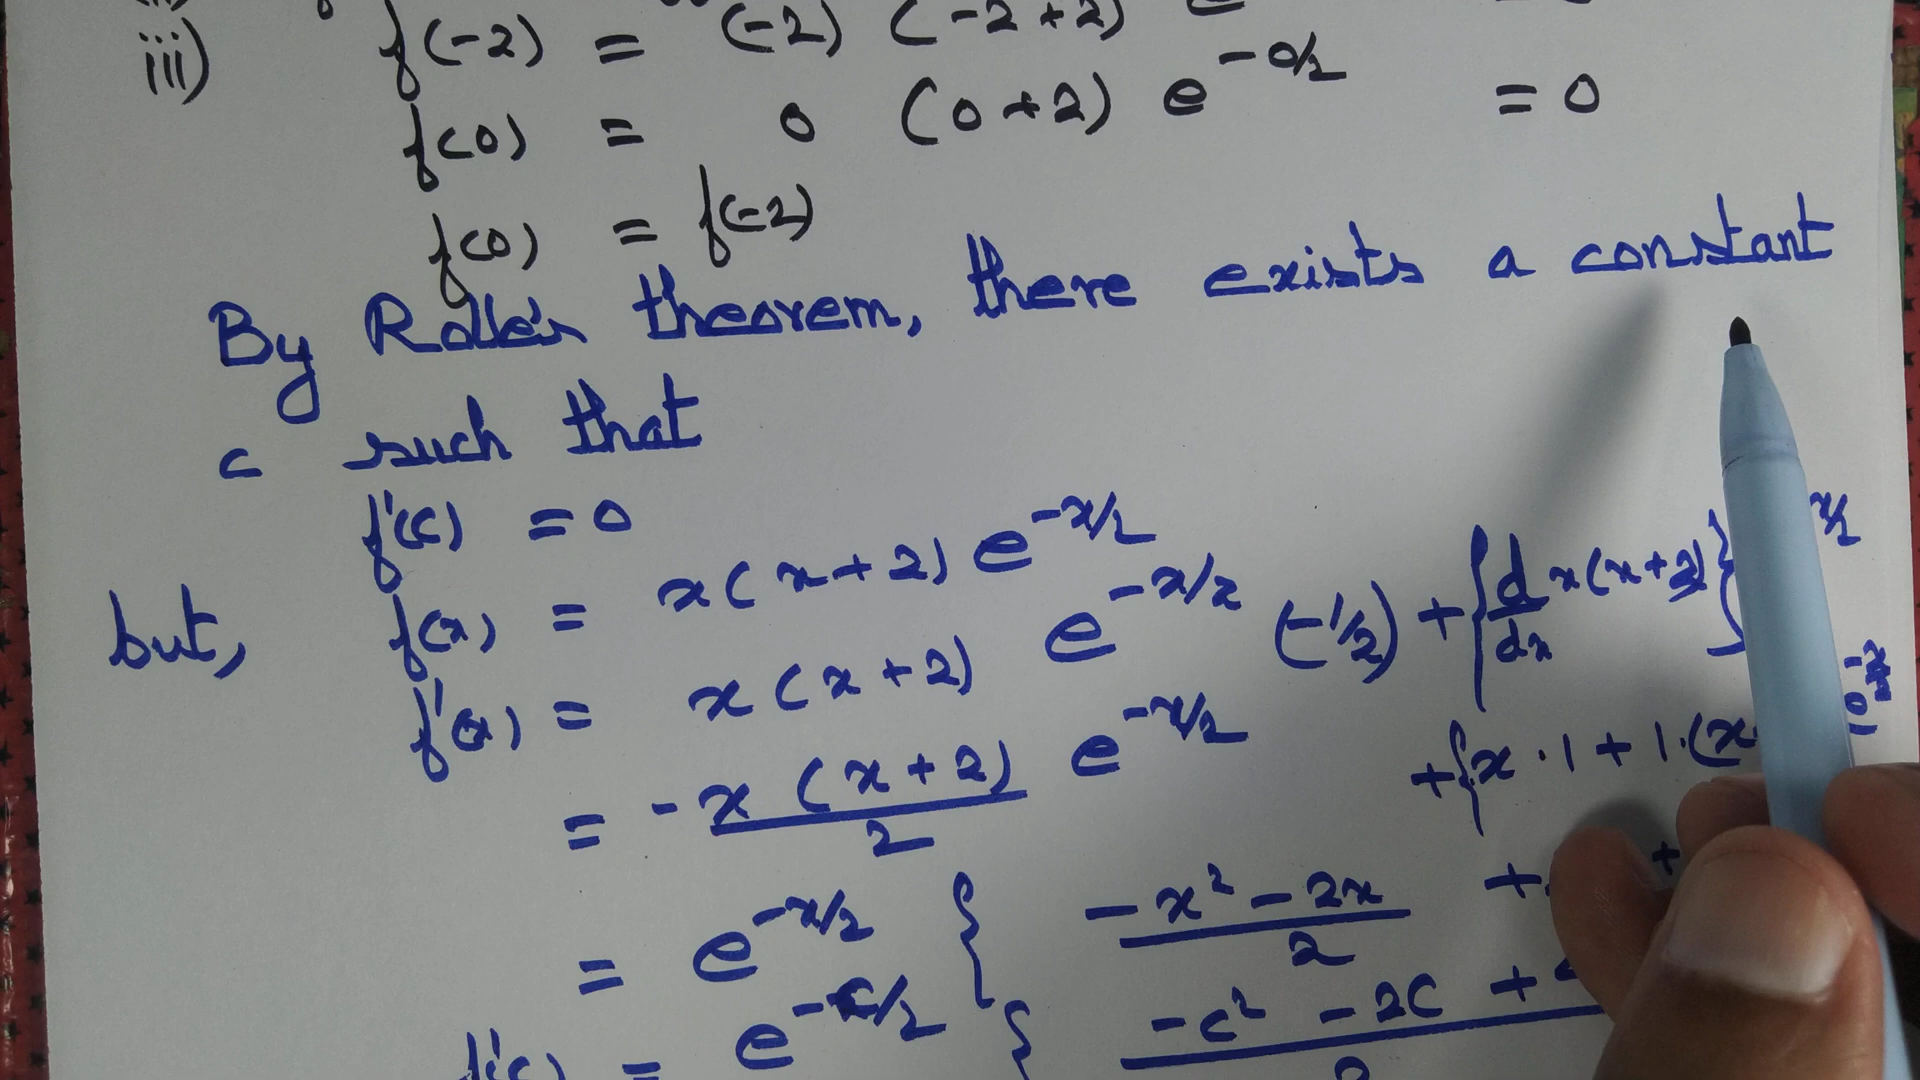 iii) f(-2) = (-2) (-2+2)
f(0) = 0 (0+2) e^{-0/2} = 0
f(0) = f(-2)
By Rolle's theorem, there exists a constant
c such that
f'(c) = 0
but, f(x) = x(x+2) e^{-x/2}
f'(x) = x(x+2) e^{-x/2} (-1/2) + {d/dx x(x+2)} x/2
= -x(x+2)/2 e^{-x/2} + {x.1 + 1.(x
= e^{-x/2} { -x² - 2x/2 +
f'(c) = e^{-c/2} { -c² - 2c +